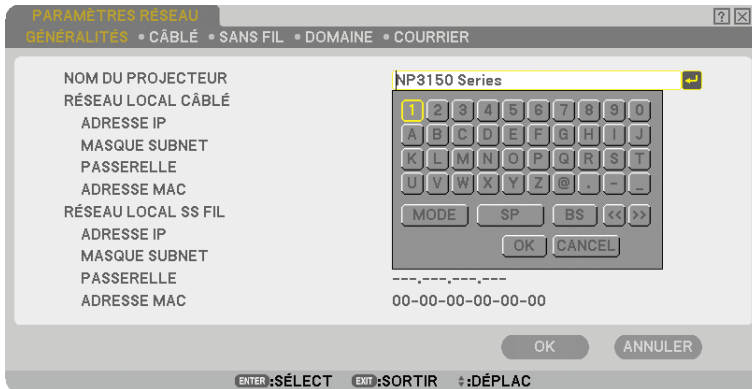 PARAMÈTRES RÉSEAU
GÉNÉRALITÉS • CÂBLÉ • SANS FIL • DOMAINE • COURRIER
NOM DU PROJECTEUR NP3150 Series
RÉSEAU LOCAL CÂBLÉ
ADRESSE IP
MASQUE SUBNET
PASSERELLE
ADRESSE MAC
RÉSEAU LOCAL SS FIL
ADRESSE IP
MASQUE SUBNET
PASSERELLE ---.---.---.---
ADRESSE MAC 00-00-00-00-00-00
1 2 3 4 5 6 7 8 9 0
A B C D E F G H I J
K L M N O P Q R S T
U V W X Y Z @ . - _
MODE SP BS << >>
OK CANCEL
OK ANNULER
ENTER :SÉLECT EXIT :SORTIR :DÉPLAC